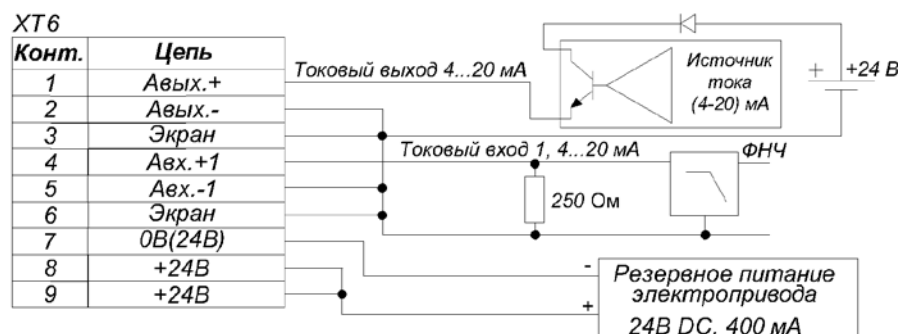 XT6
Конт. Цепь
1 Авых.+
2 Авых.-
3 Экран
4 Авх.+1
5 Авх.-1
6 Экран
7 0В(24В)
8 +24В
9 +24В
Токовый выход 4...20 мА
Источник
тока
(4-20) мА
+
+24 В
Токовый вход 1, 4...20 мА
ФНЧ
250 Ом
-
+
Резервное питание
электропривода
24В DC, 400 мА